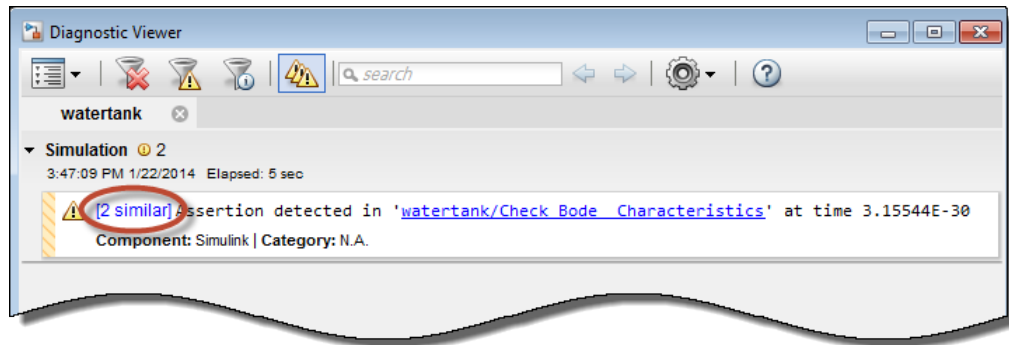 Diagnostic Viewer
search
watertank
Simulation 2
3:47:09 PM 1/22/2014 Elapsed: 5 sec
[2 similar] Assertion detected in 'watertank/Check Bode Characteristics' at time 3.15544E-30
Component: Simulink | Category: N.A.